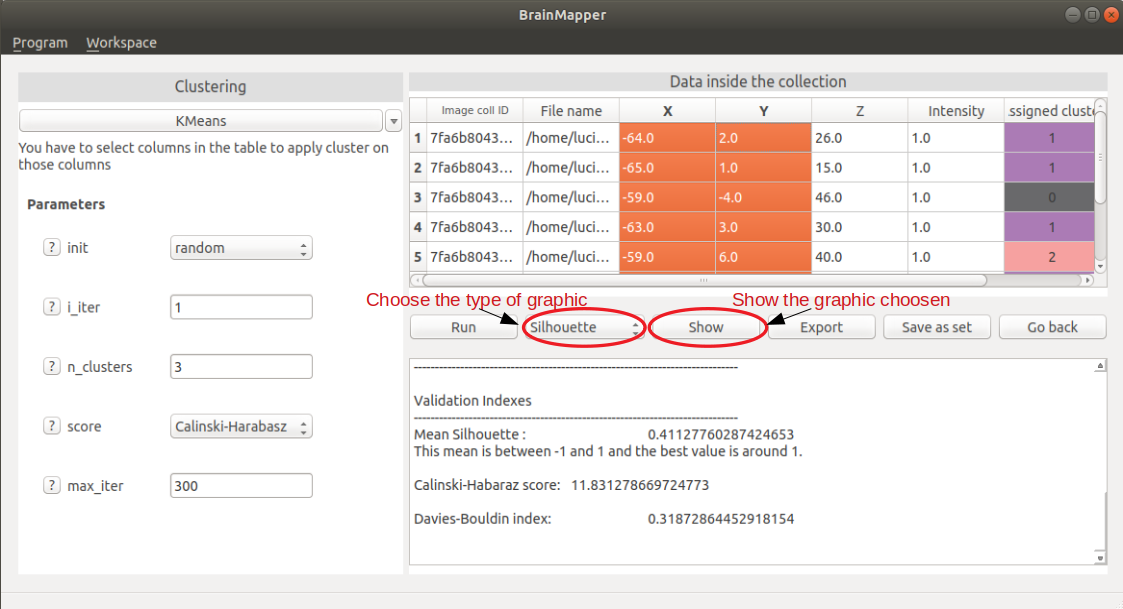 BrainMapper
Program Workspace
Clustering
KMeans
You have to select columns in the table to apply cluster on
those columns
Parameters
? init random
? i_iter 1
? n_clusters 3
? score Calinski-Harabasz
? max_iter 300
Data inside the collection
Image coll ID File name X Y Z Intensity ssigned cluste
1 7fa6b8043... /home/luci... -64.0 2.0 26.0 1.0 1
2 7fa6b8043... /home/luci... -65.0 1.0 15.0 1.0 1
3 7fa6b8043... /home/luci... -59.0 -4.0 46.0 1.0 0
4 7fa6b8043... /home/luci... -63.0 3.0 30.0 1.0 1
5 7fa6b8043... /home/luci... -59.0 6.0 40.0 1.0 2
Choose the type of graphic Show the graphic choosen
Run Silhouette Show Export Save as set Go back
--------------------------------------------------------------------------------
Validation Indexes
--------------------------------------------------------------------------------
Mean Silhouette : 0.41127760287424653
This mean is between -1 and 1 and the best value is around 1.
Calinski-Habaraz score: 11.831278669724773
Davies-Bouldin index: 0.31872864452918154